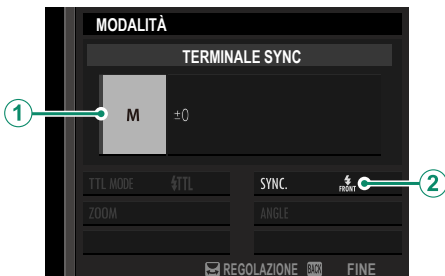 MODALITÀ
TERMINALE SYNC
1 M ±0
TTL MODE TTL SYNC. FRONT 2
ZOOM ANGLE
REGOLAZIONE BACK FINE